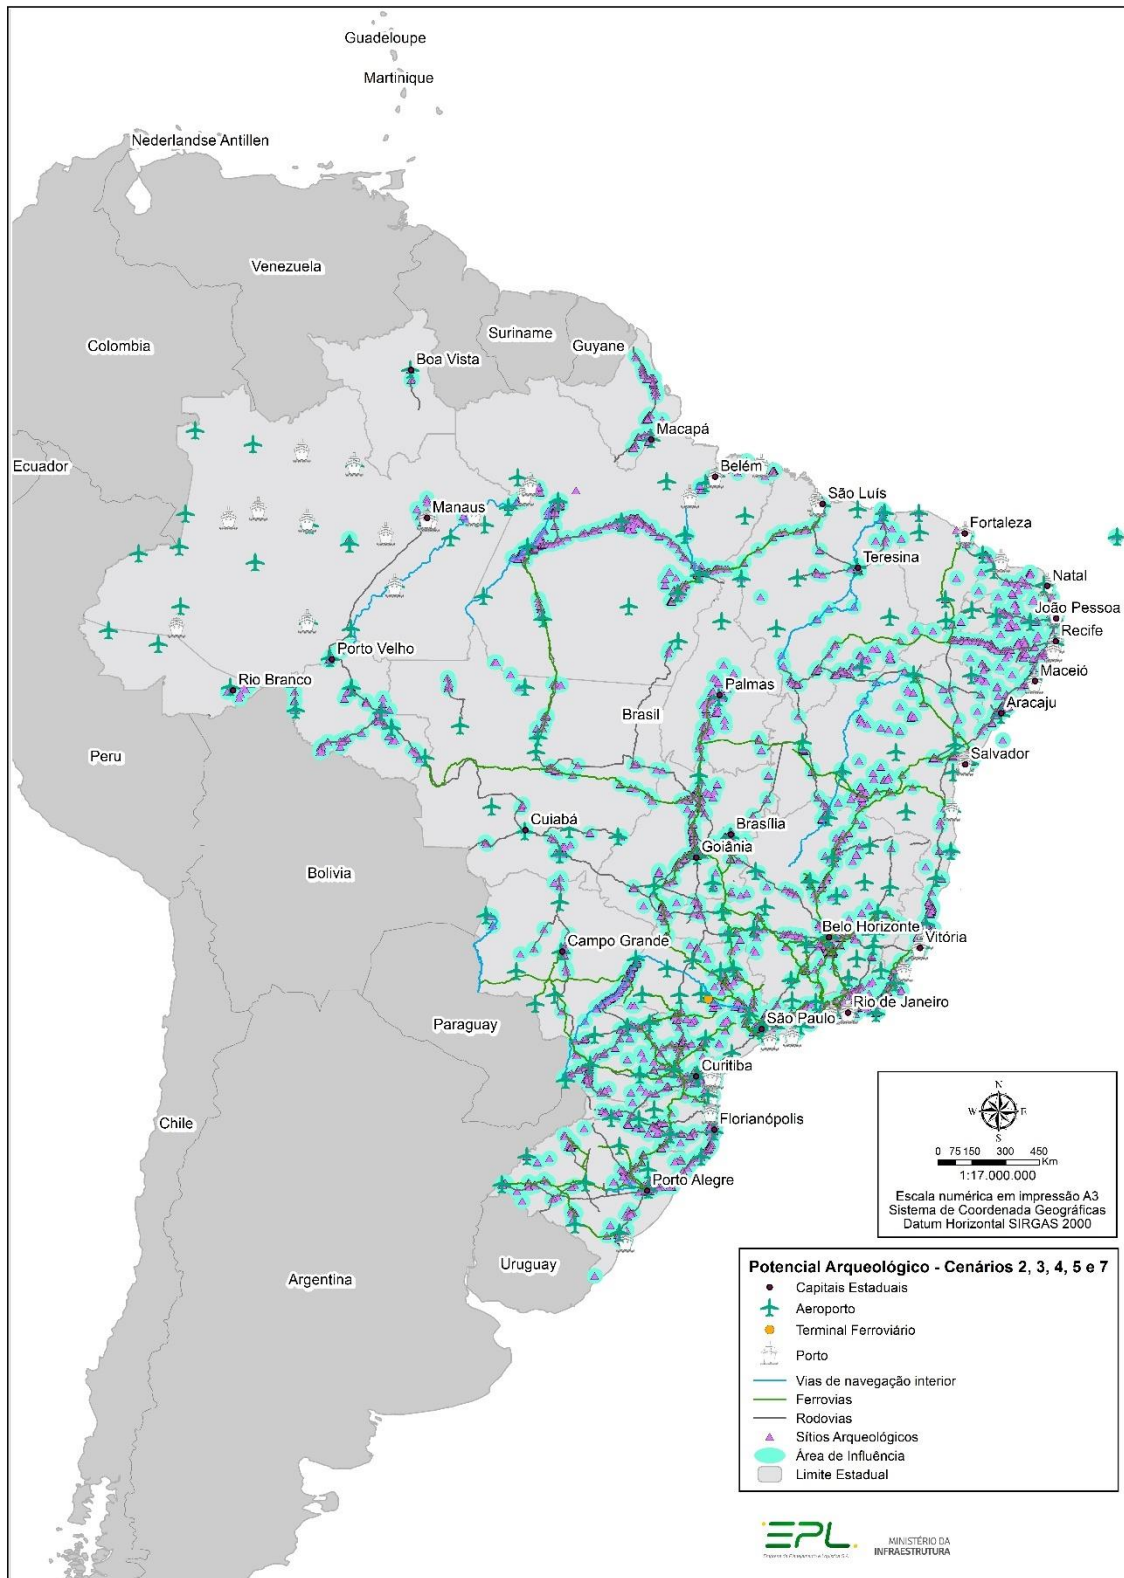 Guadeloupe
Martinique
Nederlandse Antillen
Venezuela
Suriname
Guyane
Colombia
Boa Vista
Macapá
Ecuador
Belém
São Luís
Manaus
Fortaleza
Teresina
Natal
João Pessoa
Recife
Porto Velho
Maceió
Rio Branco
Palmas
Aracaju
Brasil
Peru
Salvador
Cuiabá
Brasília
Goiânia
Bolivia
Belo Horizonte
Vitória
Campo Grande
Rio de Janeiro
Paraguay
São Paulo
Curitiba
Chile
Florianópolis
Porto Alegre
Uruguay
Argentina
N
W E
S
0 75 150 300 450
Km
1:17.000.000
Escala numérica em impressão A3
Sistema de Coordenada Geográficas
Datum Horizontal SIRGAS 2000
Potencial Arqueológico - Cenários 2, 3, 4, 5 e 7
Capitais Estaduais
Aeroporto
Terminal Ferroviário
Porto
Vias de navegação interior
Ferrovias
Rodovias
Sítios Arqueológicos
Área de Influência
Limite Estadual
EPL
MINISTÉRIO DA
INFRAESTRUTURA